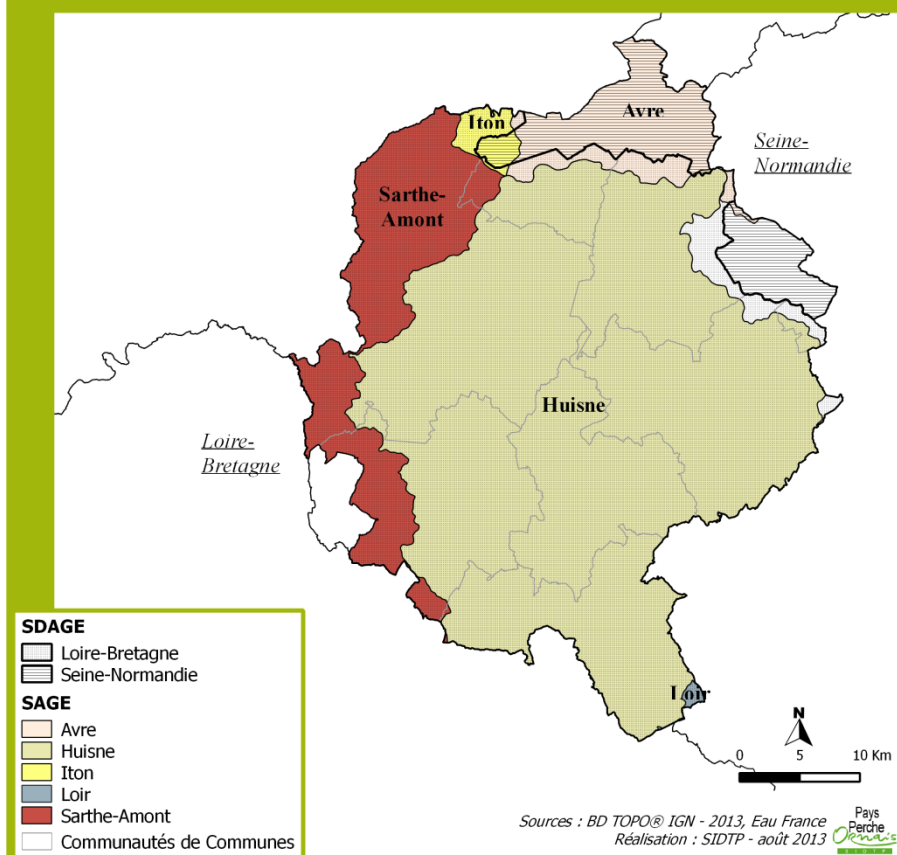 Avre
Iton
Seine-
Normandie
Sarthe-
Amont
Huisne
Loire-
Bretagne
Loir
SDAGE
Loire-Bretagne
Seine-Normandie
SAGE
Avre
Huisne
Iton
Loir
Sarthe-Amont
Communautés de Communes
N
0 5 10 Km
Sources : BD TOPO® IGN - 2013, Eau France
Réalisation : SIDTP - août 2013
Pays
Perche
Ornais
SIDTP